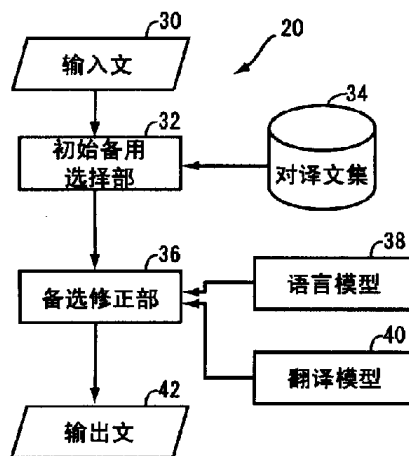 30
20
输入文
34
32
初始备用
选择部
对译文集
36
38
备选修正部
语言模型
40
翻译模型
42
输出文